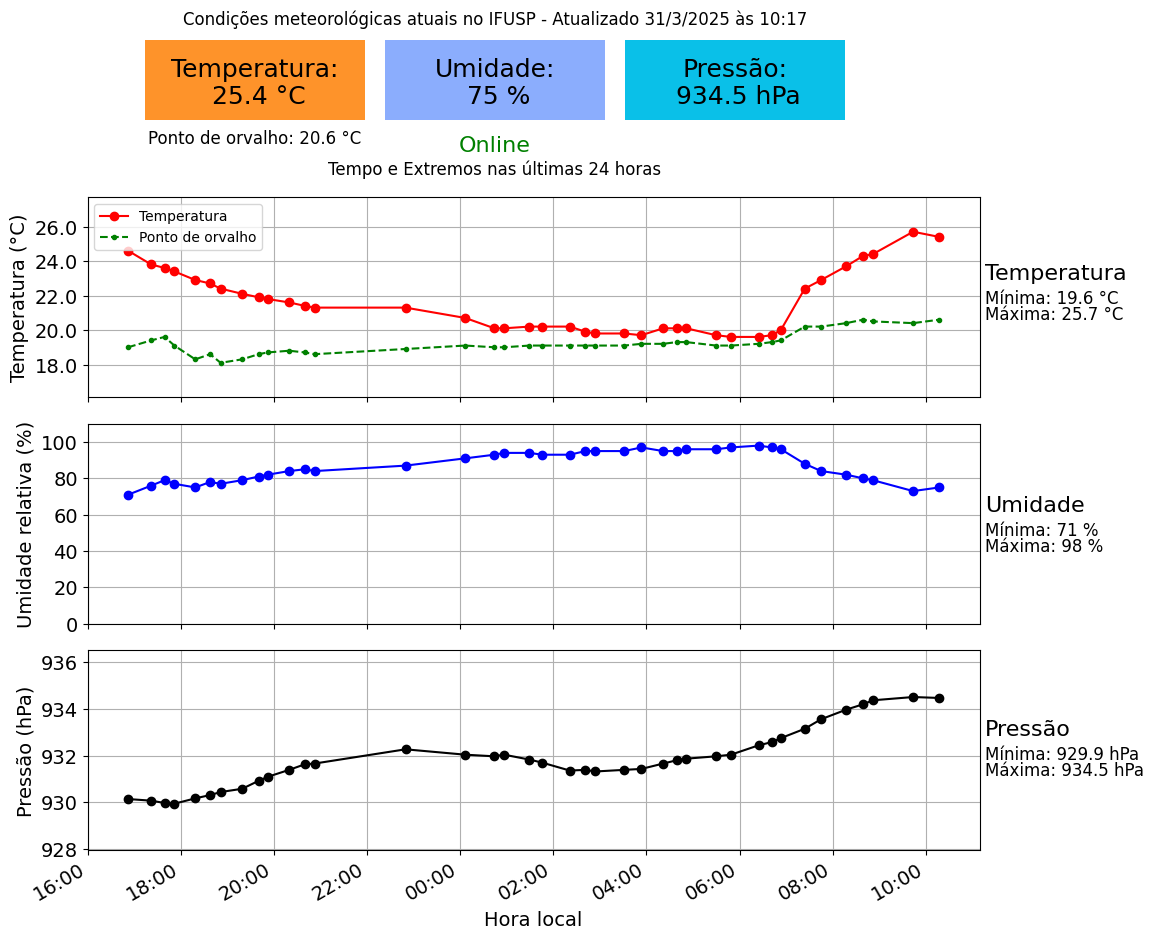 Condições meteorológicas atuais no IFUSP - Atualizado 31/3/2025 às 10:17
Temperatura:
25.4 °C
Umidade:
75 %
Pressão:
934.5 hPa
Ponto de orvalho: 20.6 °C
Online
Tempo e Extremos nas últimas 24 horas
Temperatura (°C)
26.0
24.0
22.0
20.0
18.0
Temperatura
Ponto de orvalho
Temperatura
Mínima: 19.6 °C
Máxima: 25.7 °C
Umidade relativa (%)
100
80
60
40
20
0
Umidade
Mínima: 71 %
Máxima: 98 %
Pressão (hPa)
936
934
932
930
928
Pressão
Mínima: 929.9 hPa
Máxima: 934.5 hPa
16:00
18:00
20:00
22:00
00:00
02:00
04:00
06:00
08:00
10:00
Hora local